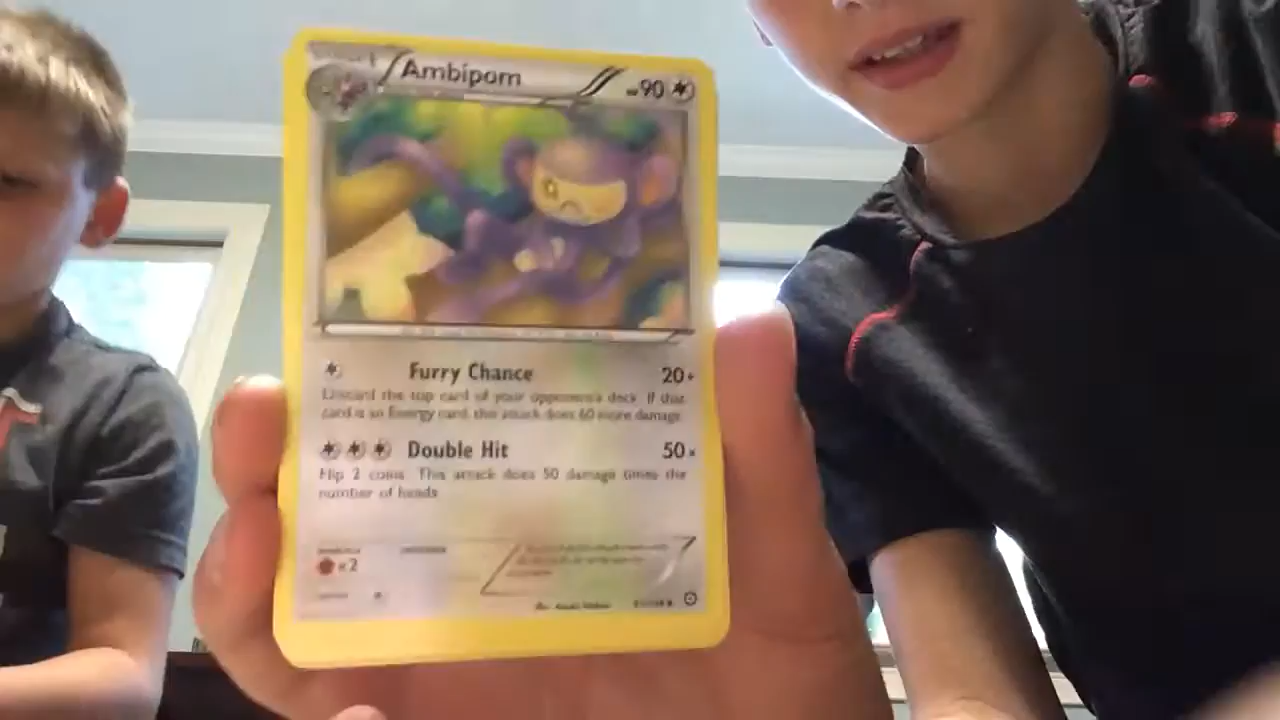 Ambipom
HP90
Furry Chance 20+
Discard the top card of your opponent's deck. If that
card is an Energy card, this attack does 60 more damage.
Double Hit 50×
Flip 2 coins. This attack does 50 damage times the
number of heads.
×2